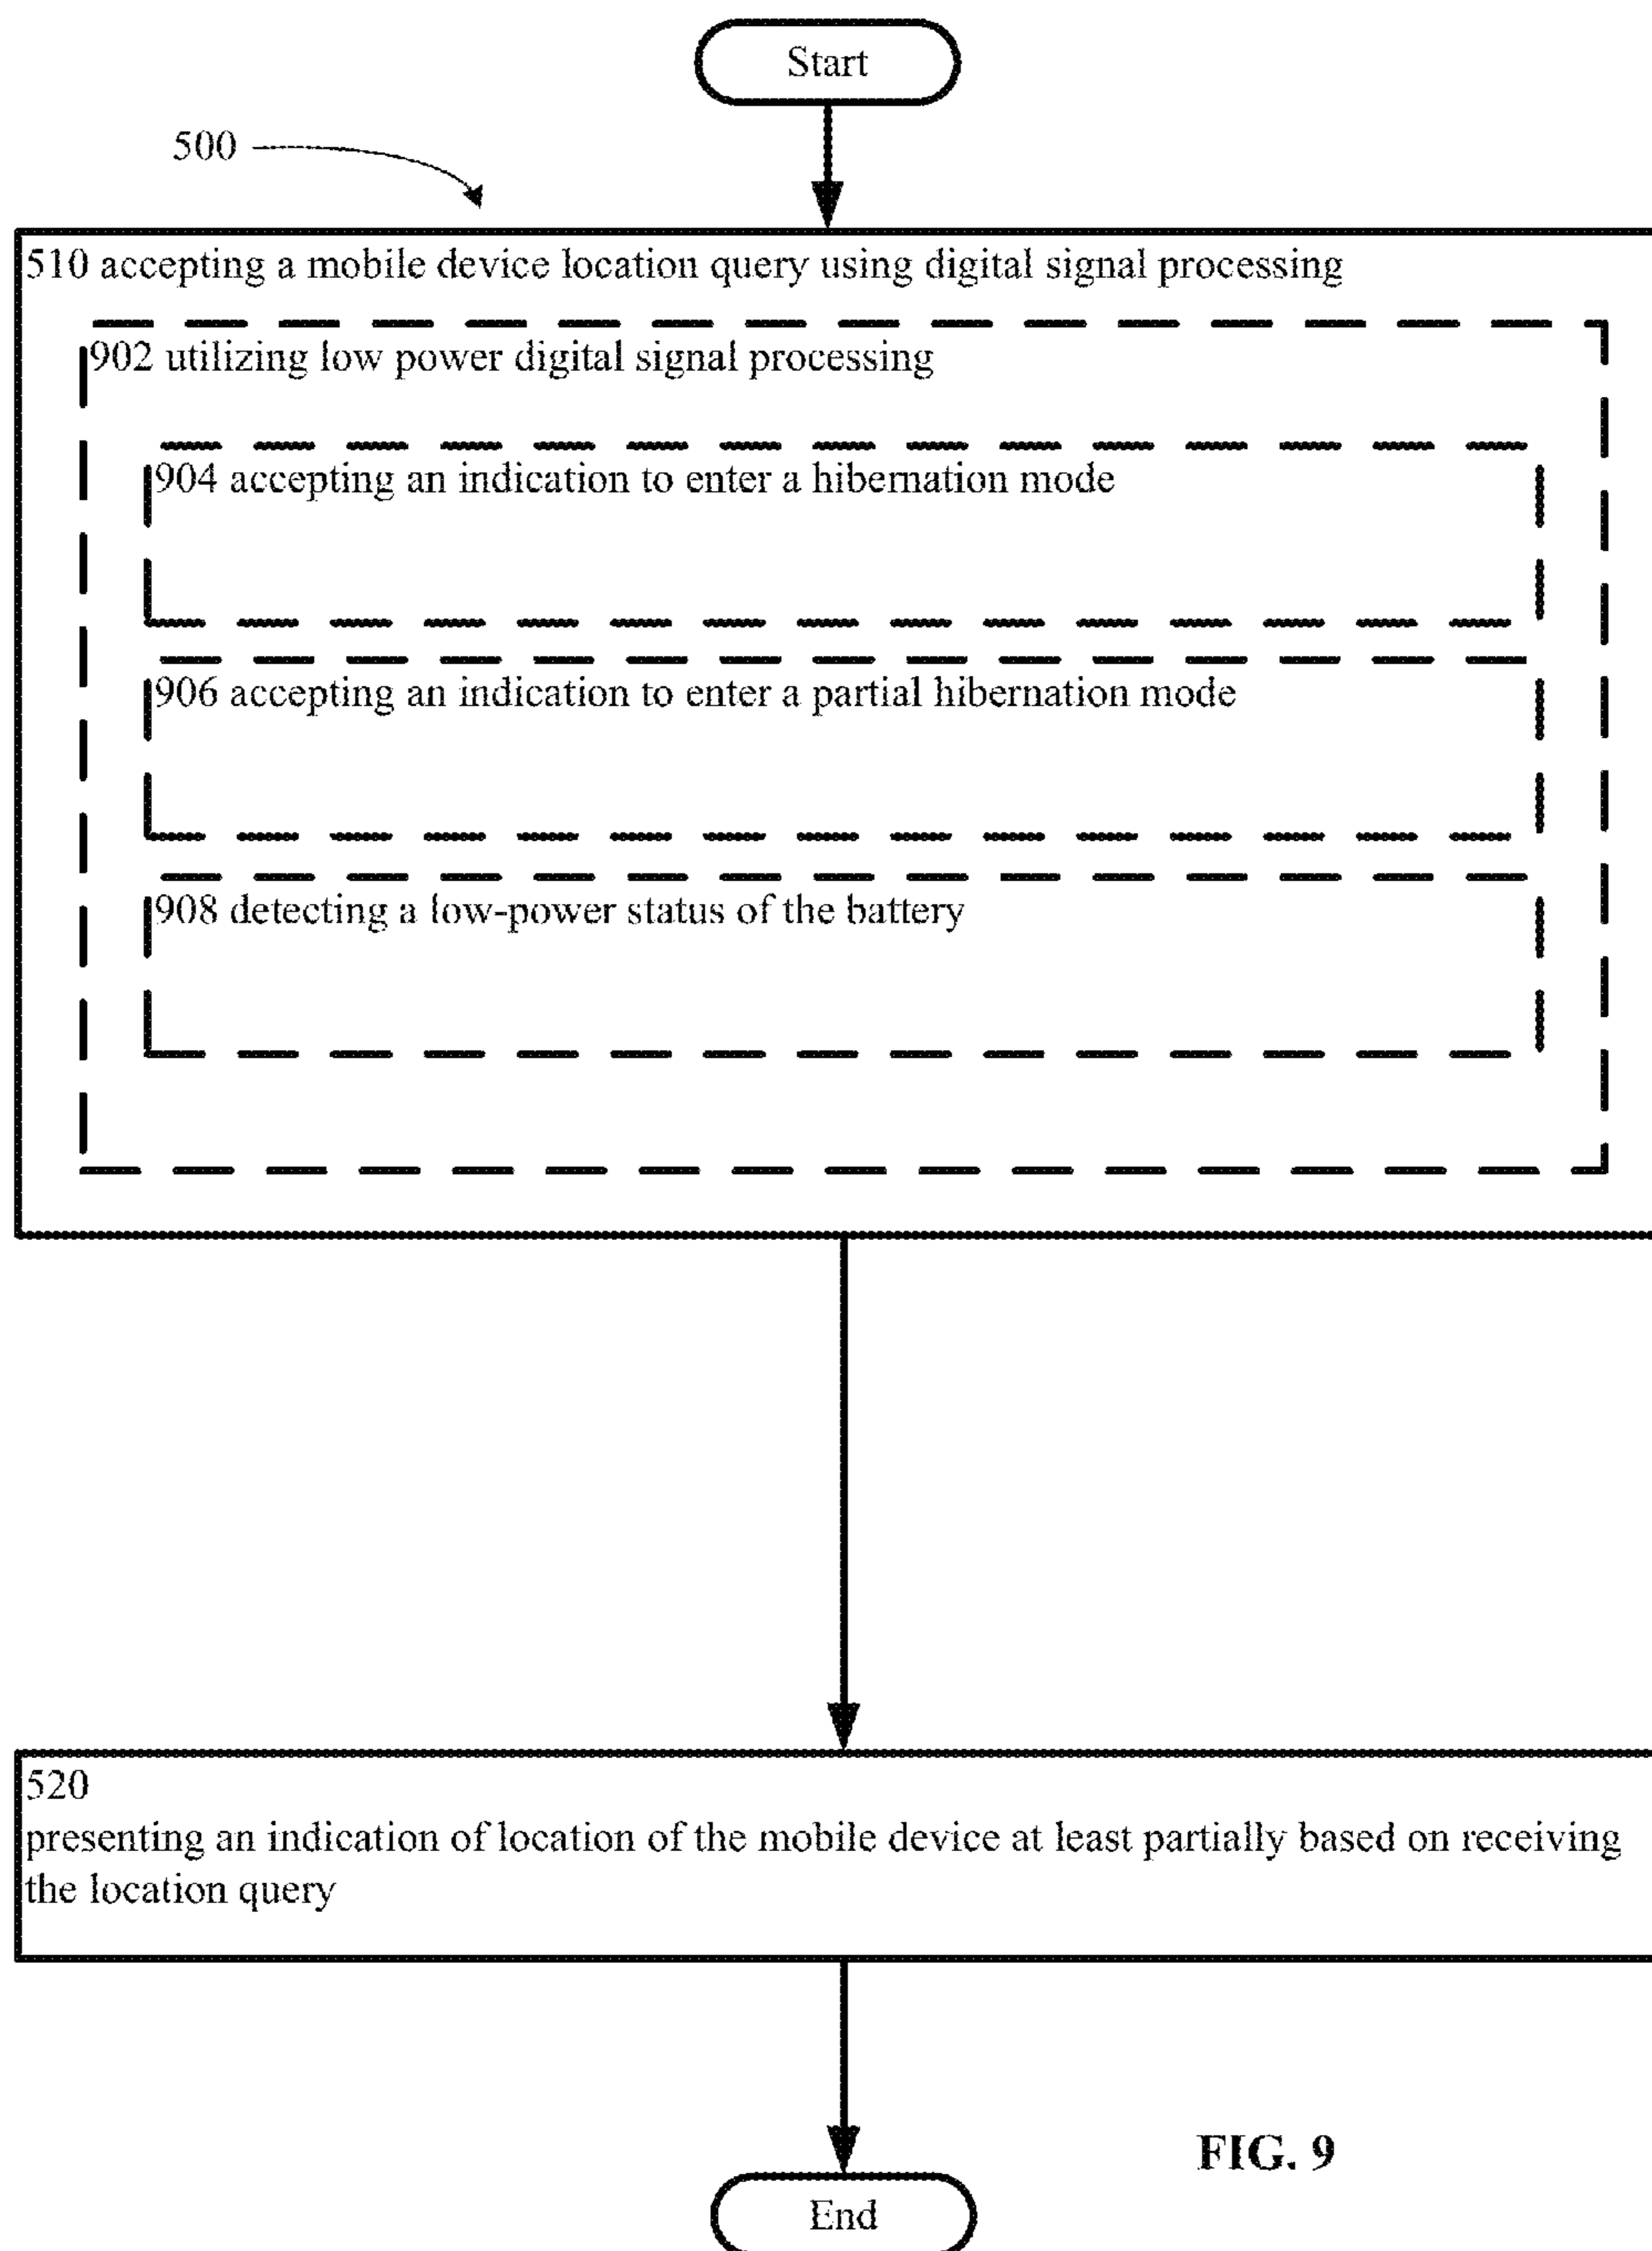 Start
500
510 accepting a mobile device location query using digital signal processing
902 utilizing low power digital signal processing
904 accepting an indication to enter a hibernation mode
906 accepting an indication to enter a partial hibernation mode
908 detecting a low-power status of the battery
520
presenting an indication of location of the mobile device at least partially based on receiving
the location query
FIG. 9
End